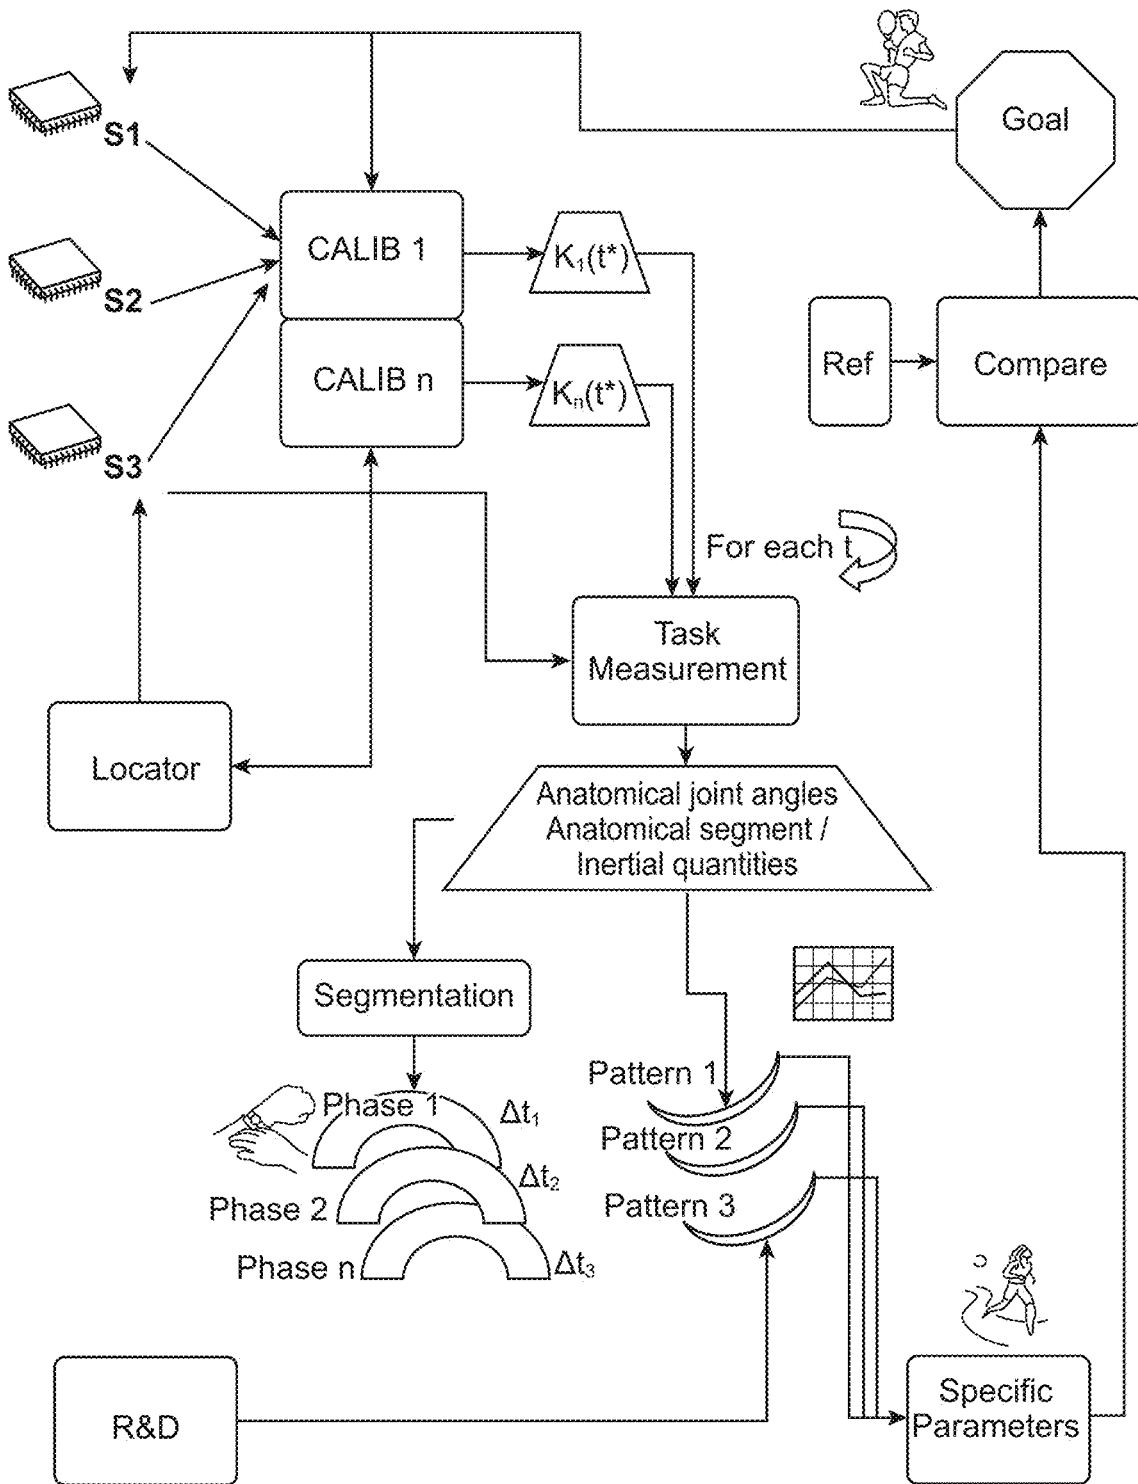 Goal
S1
CALIB 1
K₁(t*)
S2
Ref
Compare
CALIB n
Kₙ(t*)
S3
For each t
Task
Measurement
Locator
Anatomical joint angles
Anatomical segment /
Inertial quantities
Segmentation
Pattern 1
Phase 1
Δt₁
Pattern 2
Δt₂
Phase 2
Pattern 3
Phase n
Δt₃
Specific
Parameters
R&D